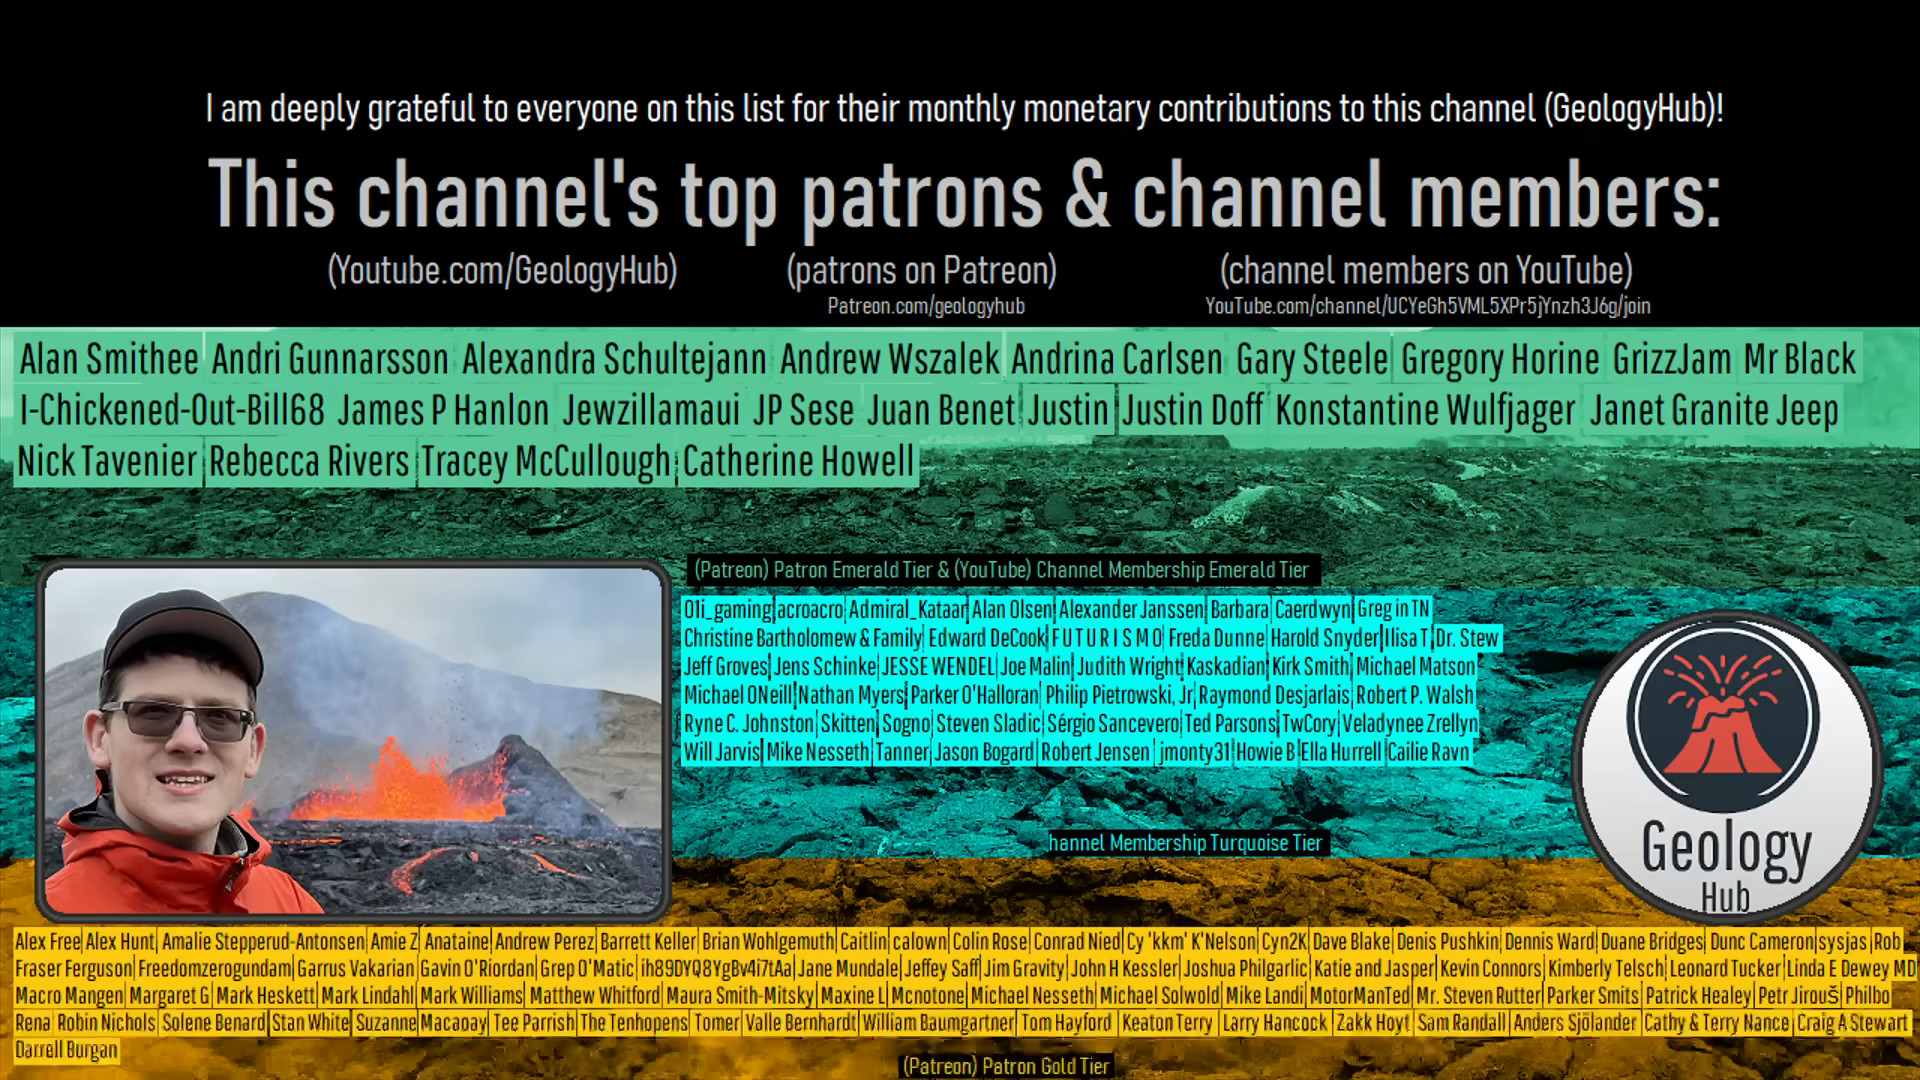 I am deeply grateful to everyone on this list for their monthly monetary contributions to this channel (GeologyHub)!
This channel's top patrons & channel members:
(Youtube.com/GeologyHub) (patrons on Patreon) (channel members on YouTube)
Patreon.com/geologyhub YouTube.com/channel/UCYeGh5VML5XPr5jYnzh3J6g/join
Alan Smithee Andri Gunnarsson Alexandra Schultejann Andrew Wszalek Andrina Carlsen Gary Steele Gregory Horine GrizzJam Mr Black
I-Chickened-Out-Bill68 James P Hanlon Jewzillamaui JP Sese Juan Benet Justin Justin Doff Konstantine Wulfjager Janet Granite Jeep
Nick Tavenier Rebecca Rivers Tracey McCullough Catherine Howell
(Patreon) Patron Emerald Tier & (YouTube) Channel Membership Emerald Tier
01i_gaming acroacro Admiral_Kataar Alan Olsen Alexander Janssen Barbara Caerdwyn Greg in TN
Christine Bartholomew & Family Edward DeCook F U T U R I S M O Freda Dunne Harold Snyder Ilisa T Dr. Stew
Jeff Groves Jens Schinke JESSE WENDEL Joe Malin Judith Wright Kaskadian Kirk Smith Michael Matson
Michael ONeill Nathan Myers Parker O'Halloran Philip Pietrowski, Jr Raymond Desjarlais Robert P. Walsh
Ryne C. Johnston Skitten Sogno Steven Sladic Sérgio Sancevero Ted Parsons TwCory Veladynee Zrellyn
Will Jarvis Mike Nesseth Tanner Jason Bogard Robert Jensen jmonty31 Howie B Ella Hurrell Cailie Ravn
hannel Membership Turquoise Tier
Geology
Hub
Alex Free Alex Hunt Amalie Stepperud-Antonsen Amie Z Anataine Andrew Perez Barrett Keller Brian Wohlgemuth Caitlin calown Colin Rose Conrad Nied Cy 'kkm' K'Nelson Cyn2K Dave Blake Denis Pushkin Dennis Ward Duane Bridges Dunc Cameron sysjas Rob
Fraser Ferguson Freedomzerogundam Garrus Vakarian Gavin O'Riordan Grep O'Matic ih89DYQ8YgBv4i7tAa Jane Mundale Jeffey Saff Jim Gravity John H Kessler Joshua Philgarlic Katie and Jasper Kevin Connors Kimberly Telsch Leonard Tucker Linda E Dewey MD
Macro Mangen Margaret G Mark Heskett Mark Lindahl Mark Williams Matthew Whitford Maura Smith-Mitsky Maxine L Mcnotone Michael Nesseth Michael Solwold Mike Landi MotorManTed Mr. Steven Rutter Parker Smits Patrick Healey Petr Jirouš Philbo
Rena Robin Nichols Solene Benard Stan White Suzanne Macapay Tee Parrish The Tenhopens Tomer Valle Bernhardt William Baumgartner Tom Hayford Keaton Terry Larry Hancock Zakk Hoyt Sam Randall Anders Sjölander Cathy & Terry Nance Craig A Stewart
Darrell Burgan
(Patreon) Patron Gold Tier